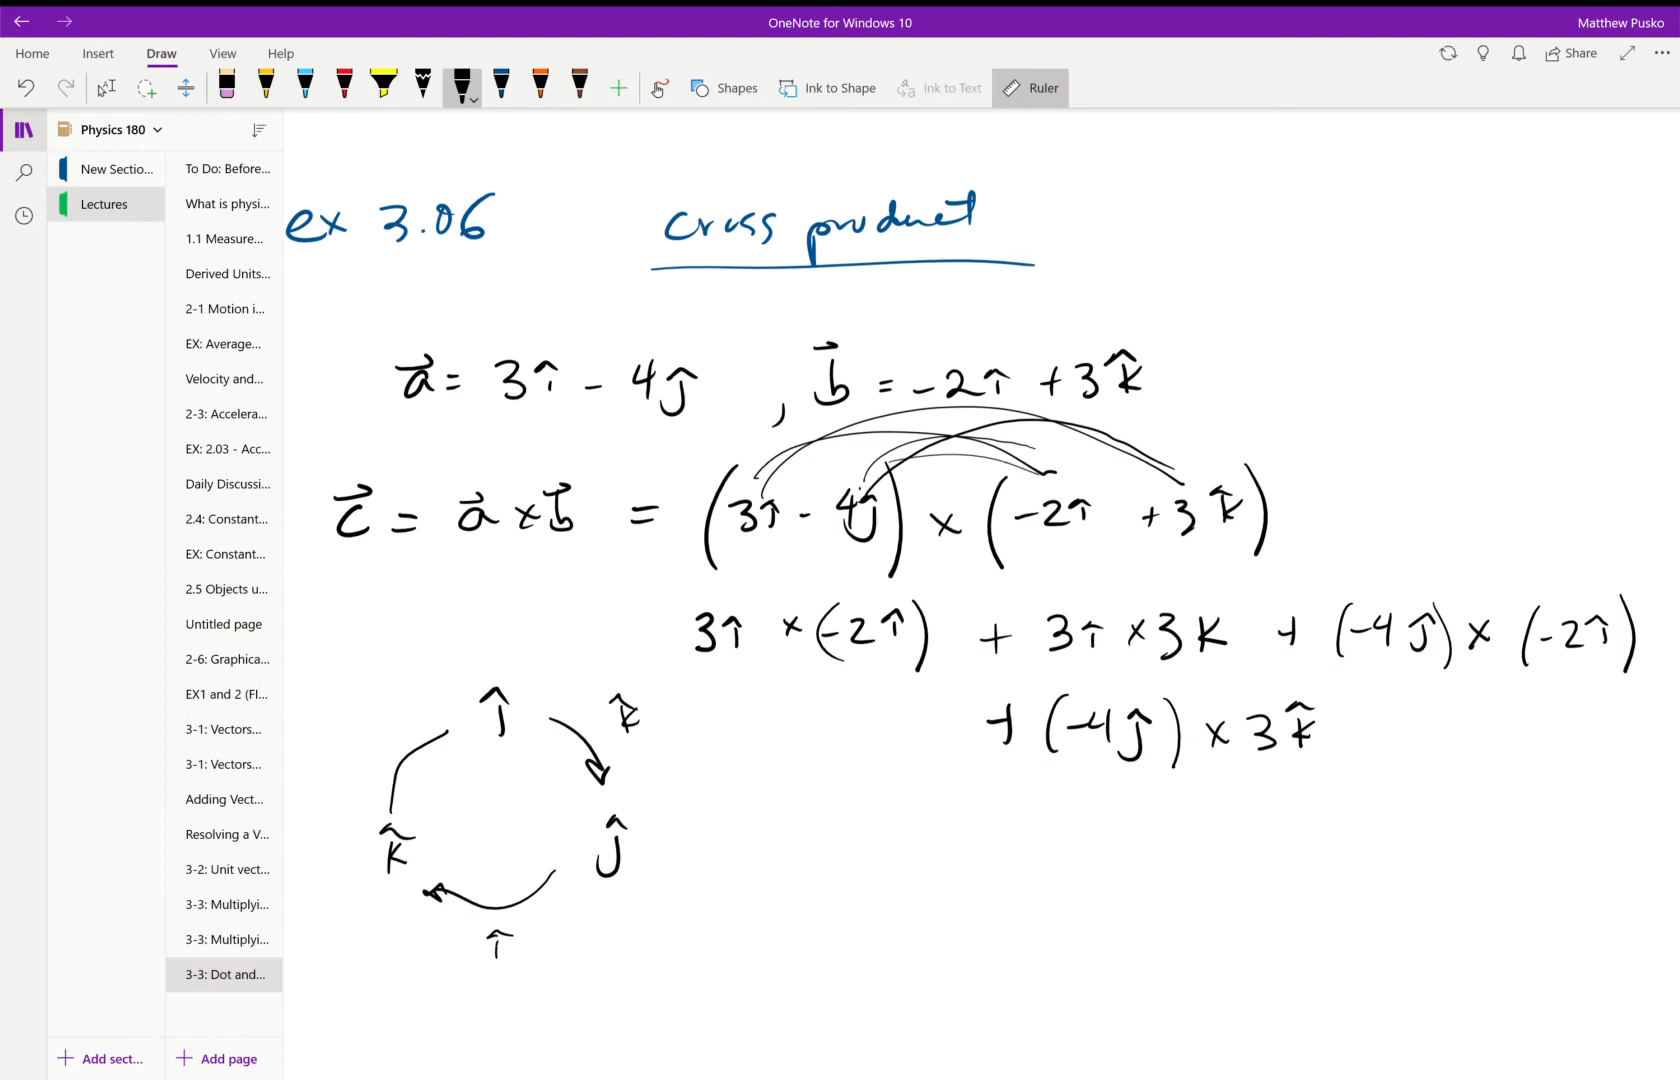 OneNote for Windows 10
Matthew Pusko
Home Insert Draw View Help
Share
Shapes Ink to Shape Ink to Text Ruler
Physics 180
New Sectio...
Lectures
To Do: Before...
What is physi...
1.1 Measure...
Derived Units...
2-1 Motion i...
EX: Average...
Velocity and...
2-3: Accelera...
EX: 2.03 - Acc...
Daily Discussi...
2.4: Constant...
EX: Constant...
2.5 Objects u...
Untitled page
2-6: Graphica...
EX1 and 2 (Fl...
3-1: Vectors...
3-1: Vectors...
Adding Vect...
Resolving a V...
3-2: Unit vect...
3-3: Multiplyi...
3-3: Multiplyi...
3-3: Dot and...
Add sect...
Add page
ex 3.06 cross product
a⃗ = 3î - 4ĵ , b⃗ = -2î + 3k̂
c⃗ = a⃗ × b⃗ = (3î - 4ĵ) × (-2î + 3k̂)
3î × (-2î) + 3î × 3k + (-4ĵ) × (-2î)
+ (-4ĵ) × 3k̂
î k̂
k̂ ĵ
î